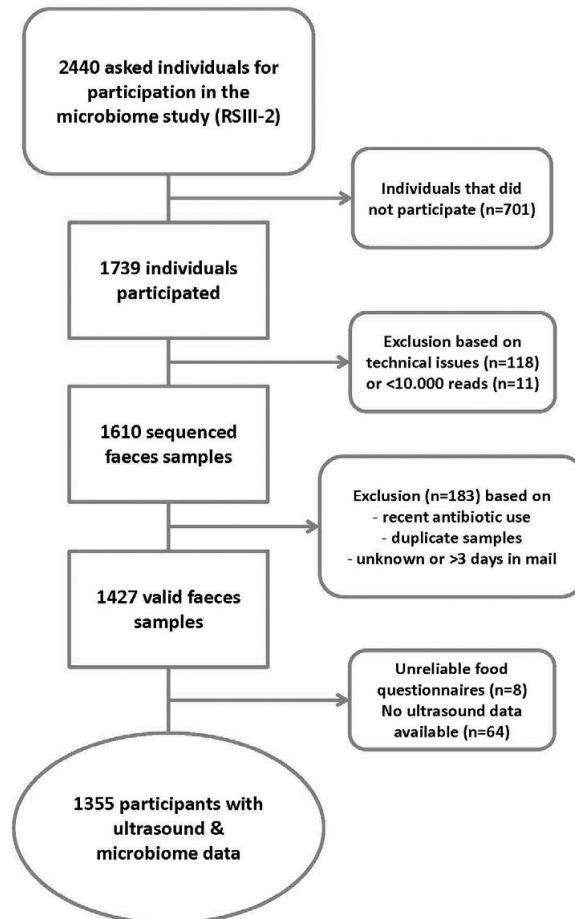 2440 asked individuals for
participation in the
microbiome study (RSIII-2)
Individuals that did
not participate (n=701)
1739 individuals
participated
Exclusion based on
technical issues (n=118)
or <10.000 reads (n=11)
1610 sequenced
faeces samples
Exclusion (n=183) based on
- recent antibiotic use
- duplicate samples
- unknown or >3 days in mail
1427 valid faeces
samples
Unreliable food
questionnaires (n=8)
No ultrasound data
available (n=64)
1355 participants with
ultrasound &
microbiome data